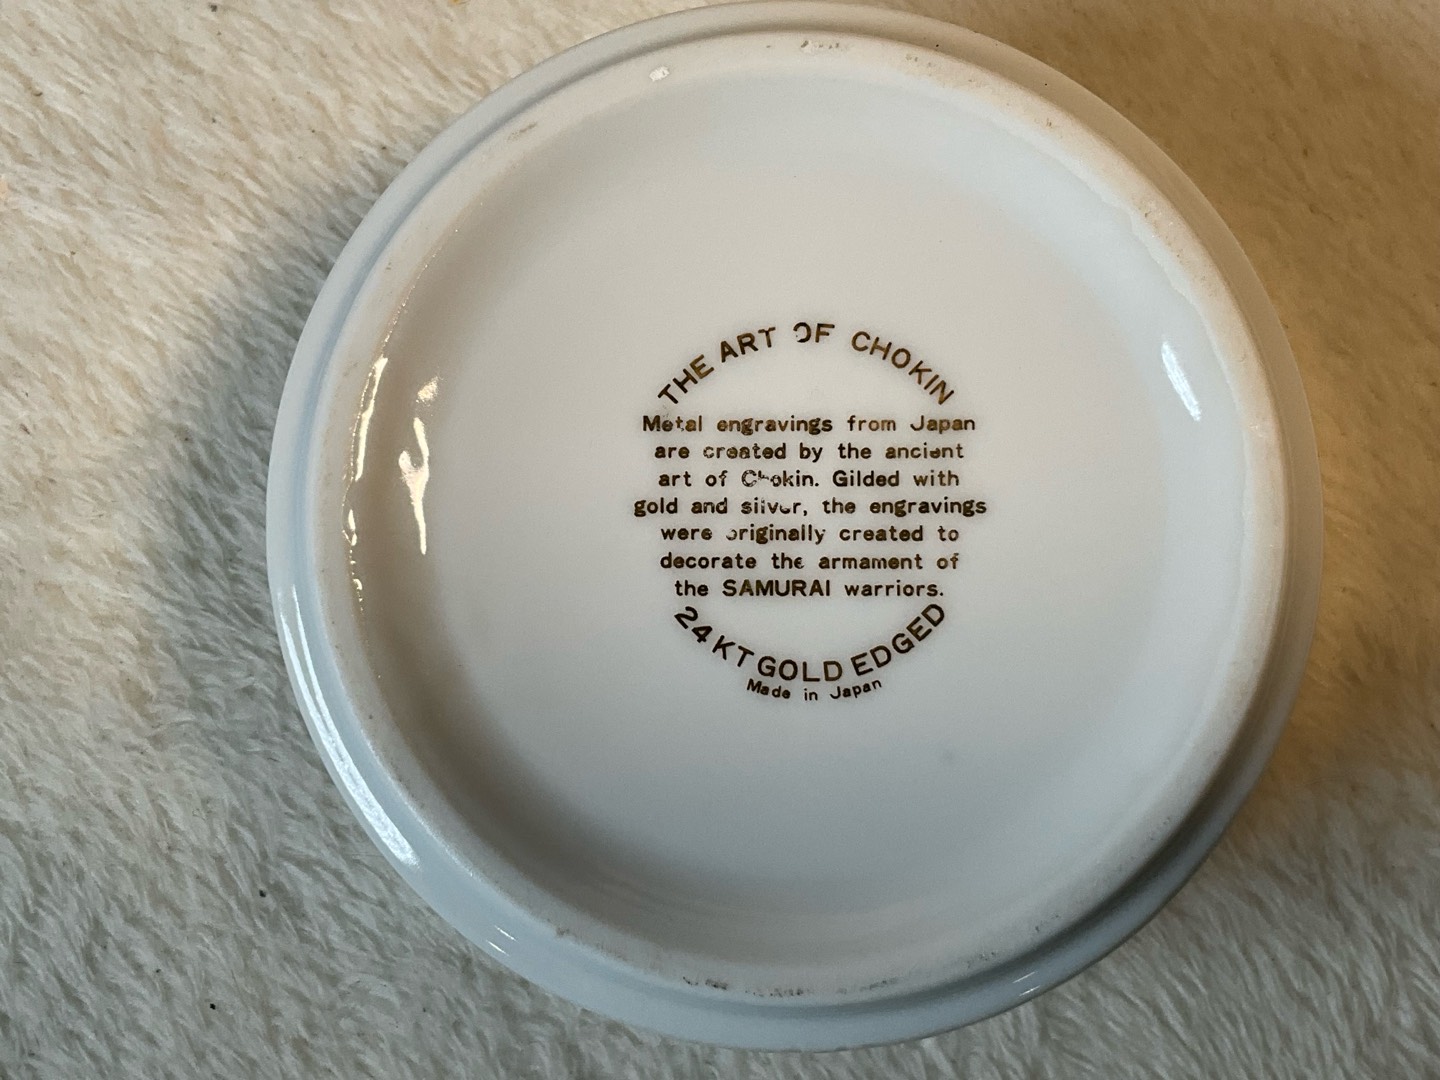 THE ART OF CHOKIN
Metal engravings from Japan
are created by the ancient
art of Chokin. Gilded with
gold and silver, the engravings
were originally created to
decorate the armament of
the SAMURAI warriors.
24KT GOLD EDGED
Made in Japan